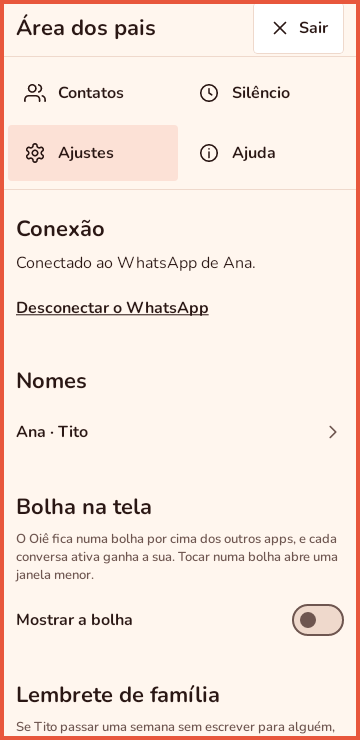 Área dos pais
Sair
Contatos
Silêncio
Ajustes
Ajuda
Conexão
Conectado ao WhatsApp de Ana.
Desconectar o WhatsApp
Nomes
Ana · Tito
Bolha na tela
O Oiê fica numa bolha por cima dos outros apps, e cada
conversa ativa ganha a sua. Tocar numa bolha abre uma
janela menor.
Mostrar a bolha
Lembrete de família
Se Tito passar uma semana sem escrever para alguém,